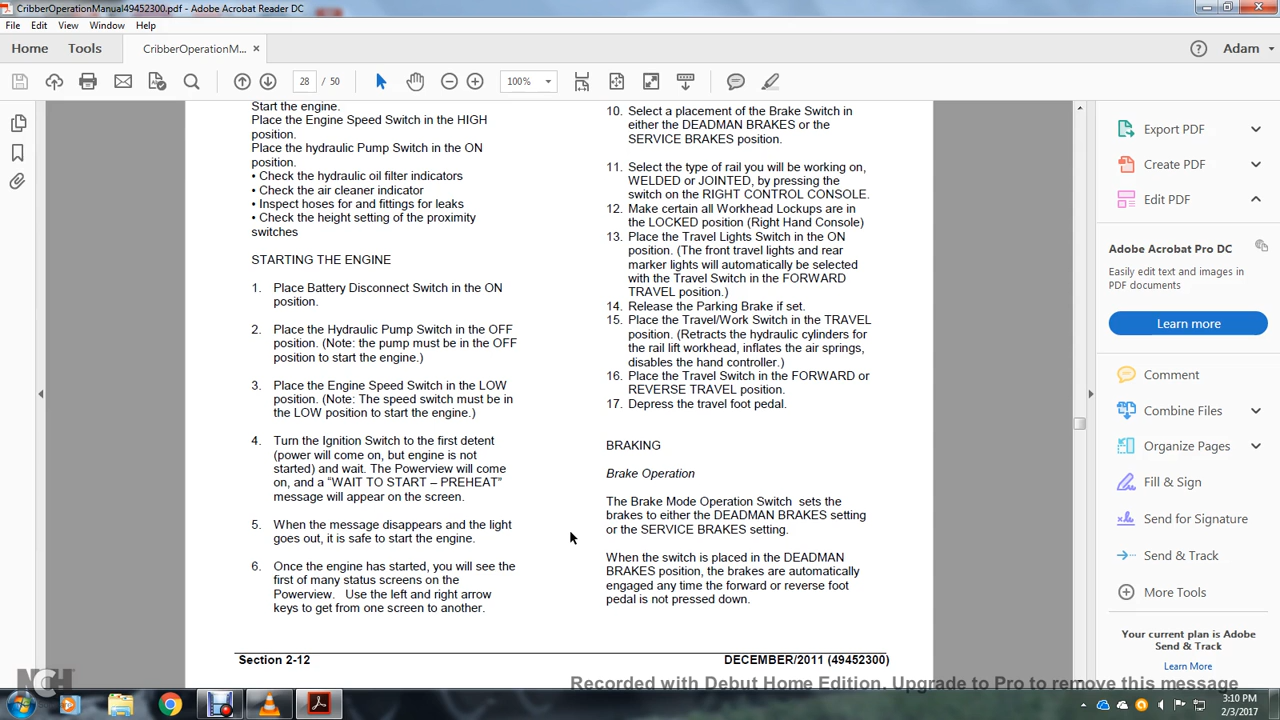 CribberOperationManual49452300.pdf - Adobe Acrobat Reader DC
File Edit View Window Help
Home Tools CribberOperationM... ×
Adam
28 / 50 100%
Start the engine.
Place the Engine Speed Switch in the HIGH
position.
Place the hydraulic Pump Switch in the ON
position.
• Check the hydraulic oil filter indicators
• Check the air cleaner indicator
• Inspect hoses for and fittings for leaks
• Check the height setting of the proximity
switches
STARTING THE ENGINE
1. Place Battery Disconnect Switch in the ON
position.
2. Place the Hydraulic Pump Switch in the OFF
position. (Note: the pump must be in the OFF
position to start the engine.)
3. Place the Engine Speed Switch in the LOW
position. (Note: The speed switch must be in
the LOW position to start the engine.)
4. Turn the Ignition Switch to the first detent
(power will come on, but engine is not
started) and wait. The Powerview will come
on, and a “WAIT TO START – PREHEAT”
message will appear on the screen.
5. When the message disappears and the light
goes out, it is safe to start the engine.
6. Once the engine has started, you will see the
first of many status screens on the
Powerview. Use the left and right arrow
keys to get from one screen to another.
10. Select a placement of the Brake Switch in
either the DEADMAN BRAKES or the
SERVICE BRAKES position.
11. Select the type of rail you will be working on,
WELDED or JOINTED, by pressing the
switch on the RIGHT CONTROL CONSOLE.
12. Make certain all Workhead Lockups are in
the LOCKED position (Right Hand Console)
13. Place the Travel Lights Switch in the ON
position. (The front travel lights and rear
marker lights will automatically be selected
with the Travel Switch in the FORWARD
TRAVEL position.)
14. Release the Parking Brake if set.
15. Place the Travel/Work Switch in the TRAVEL
position. (Retracts the hydraulic cylinders for
the rail lift workhead, inflates the air springs,
disables the hand controller.)
16. Place the Travel Switch in the FORWARD or
REVERSE TRAVEL position.
17. Depress the travel foot pedal.
BRAKING
Brake Operation
The Brake Mode Operation Switch sets the
brakes to either the DEADMAN BRAKES setting
or the SERVICE BRAKES setting.
When the switch is placed in the DEADMAN
BRAKES position, the brakes are automatically
engaged any time the forward or reverse foot
pedal is not pressed down.
Section 2-12 DECEMBER/2011 (49452300)
Export PDF
Create PDF
Edit PDF
Adobe Acrobat Pro DC
Easily edit text and images in
PDF documents
Learn more
Comment
Combine Files
Organize Pages
Fill & Sign
Send for Signature
Send & Track
More Tools
Your current plan is Adobe
Send & Track
Learn More
NCH
Recorded with Debut Home Edition. Upgrade to Pro to remove this message
3:10 PM
2/3/2017